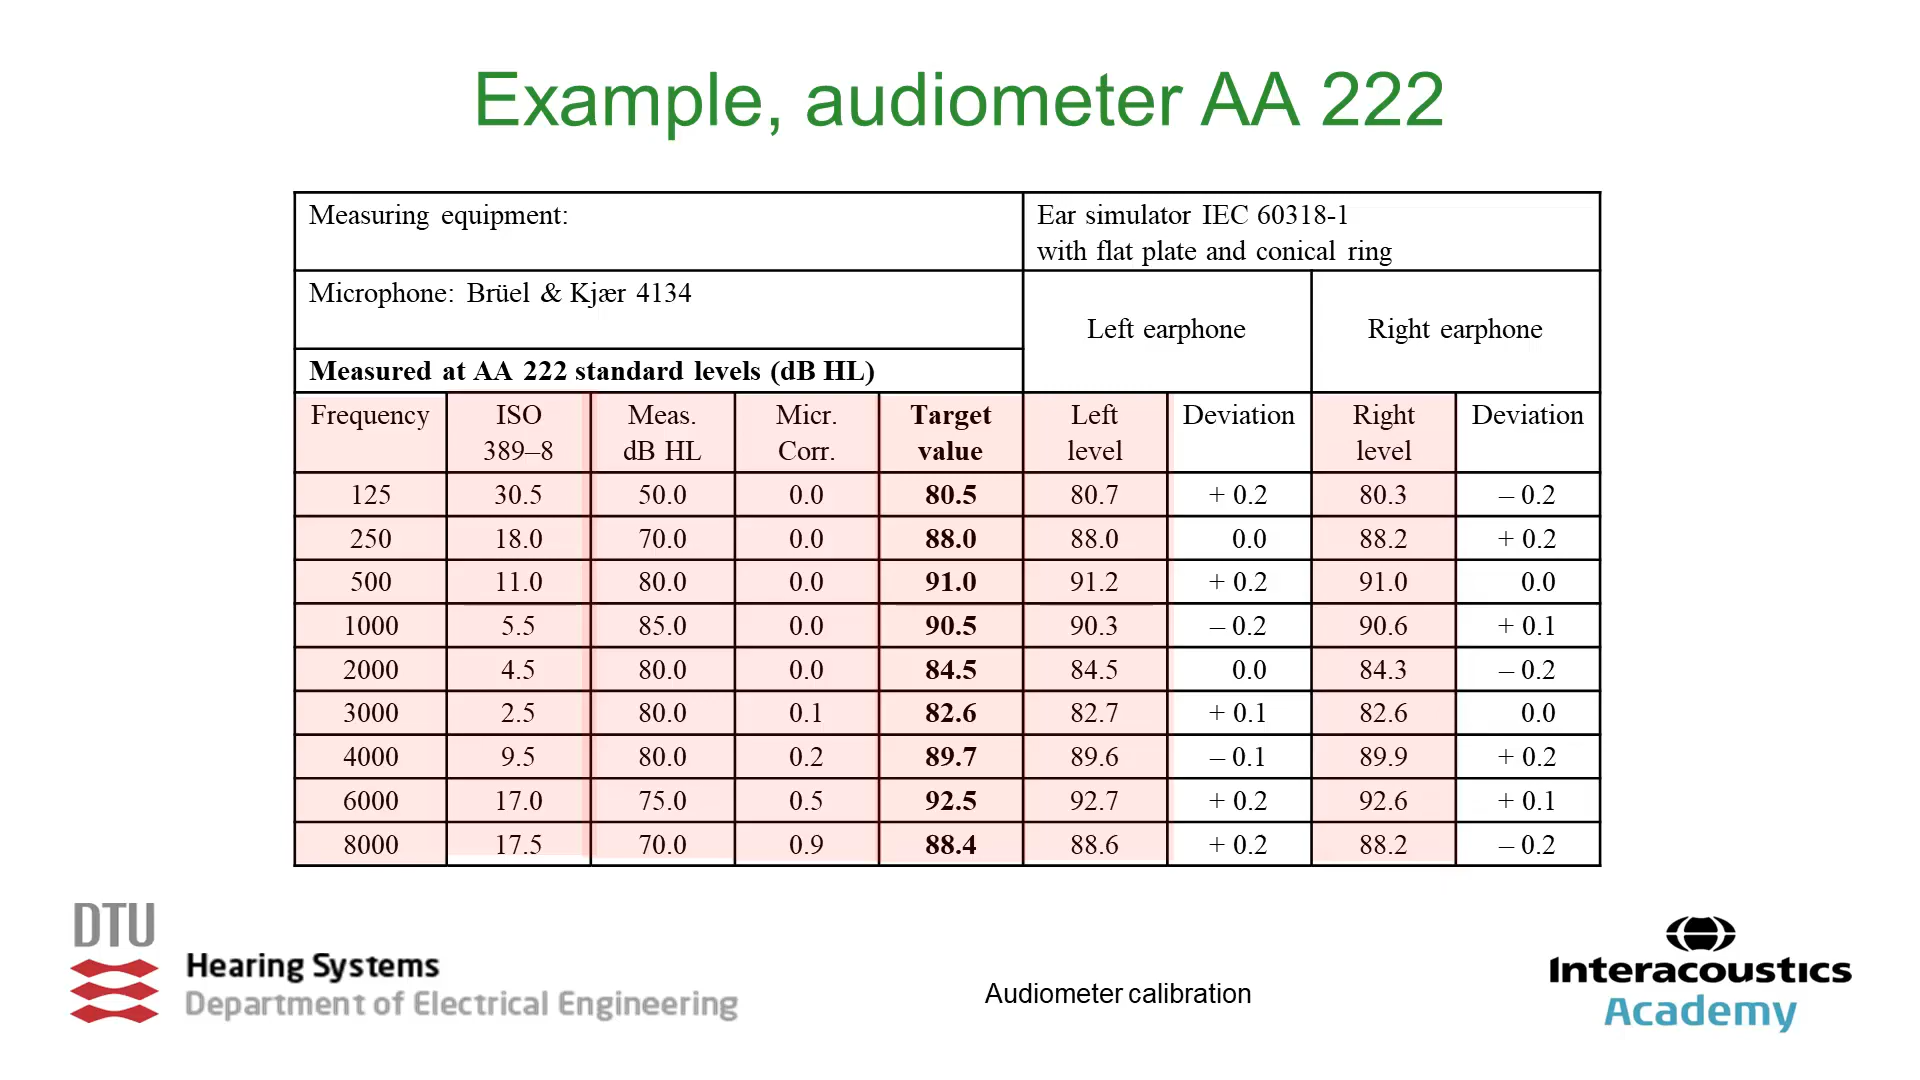 Example, audiometer AA 222
Measuring equipment:
Ear simulator IEC 60318-1
with flat plate and conical ring
Microphone: Brüel & Kjær 4134
Left earphone
Right earphone
Measured at AA 222 standard levels (dB HL)
Frequency ISO 389–8 Meas. dB HL Micr. Corr. Target value Left level Deviation Right level Deviation
125 30.5 50.0 0.0 80.5 80.7 + 0.2 80.3 – 0.2
250 18.0 70.0 0.0 88.0 88.0 0.0 88.2 + 0.2
500 11.0 80.0 0.0 91.0 91.2 + 0.2 91.0 0.0
1000 5.5 85.0 0.0 90.5 90.3 – 0.2 90.6 + 0.1
2000 4.5 80.0 0.0 84.5 84.5 0.0 84.3 – 0.2
3000 2.5 80.0 0.1 82.6 82.7 + 0.1 82.6 0.0
4000 9.5 80.0 0.2 89.7 89.6 – 0.1 89.9 + 0.2
6000 17.0 75.0 0.5 92.5 92.7 + 0.2 92.6 + 0.1
8000 17.5 70.0 0.9 88.4 88.6 + 0.2 88.2 – 0.2
DTU
Hearing Systems
Department of Electrical Engineering
Audiometer calibration
Interacoustics
Academy